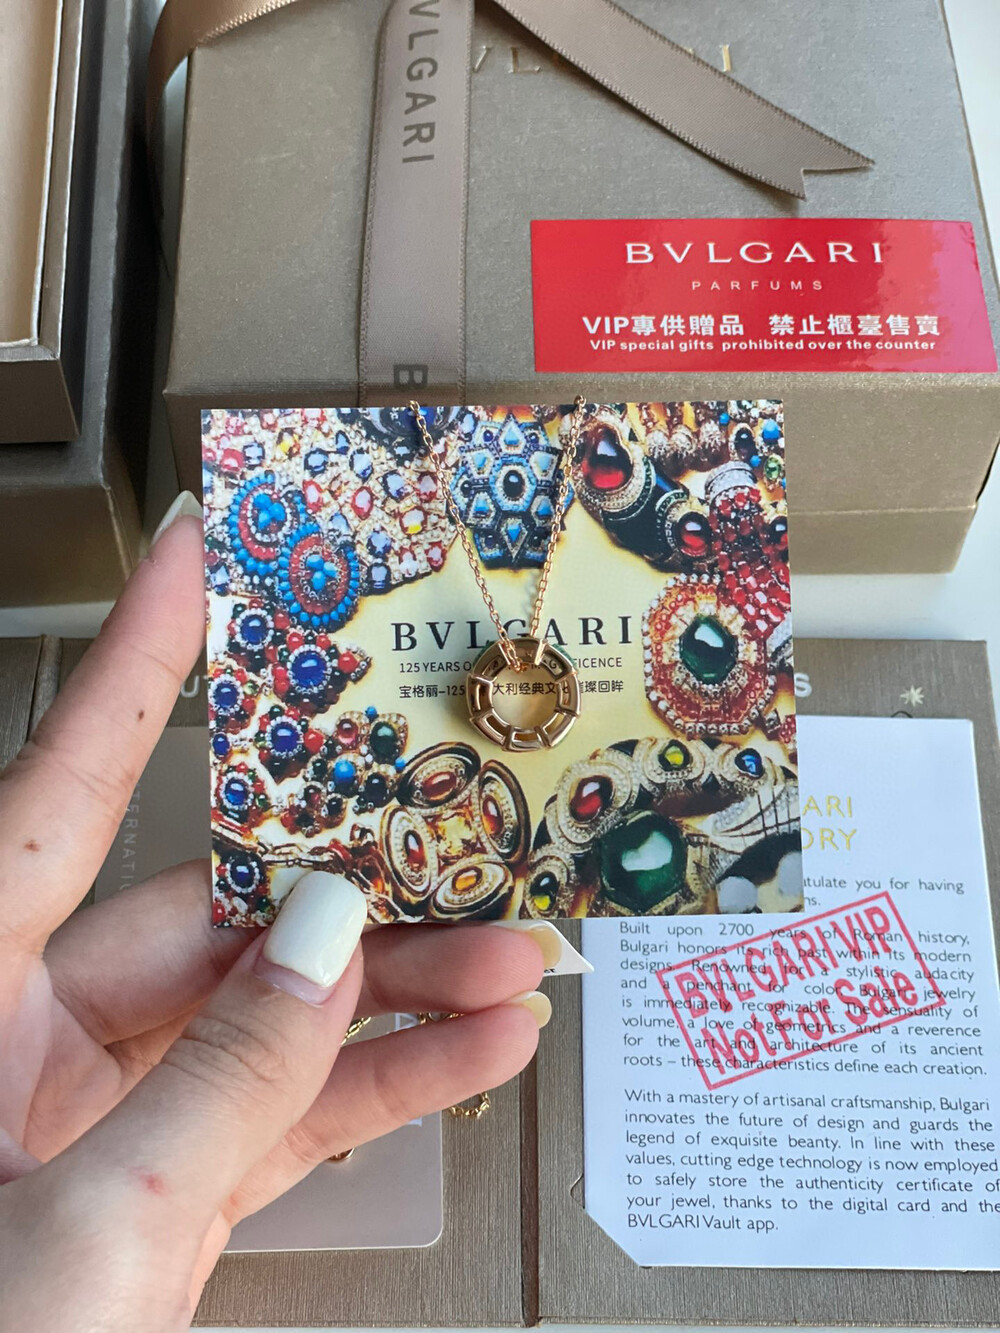 BVLGARI
BVLGARI
PARFUMS
VIP專供贈品 禁止櫃臺售賣
VIP special gifts prohibited over the counter
BVLGARI
125 YEARS
宝格丽–125
大利经典文
璀璨回眸
ARI
ORY
you for having
Built upon 2700 years of Roman history,
Bulgari honors its rich past within its modern
designs. Renowned for a stylistic audacity
and a penchant for color, Bulgari jewelry
is immediately recognizable. The sensuality of
volume, a love of geometrics and a reverence
for the art and architecture of its ancient
roots – these characteristics define each creation.
BVLGARI VIP
Not for Sale
With a mastery of artisanal craftsmanship, Bulgari
innovates the future of design and guards the
legend of exquisite beauty. In line with these
values, cutting edge technology is now employed
to safely store the authenticity certificate of
your jewel, thanks to the digital card and the
BVLGARI Vault app.